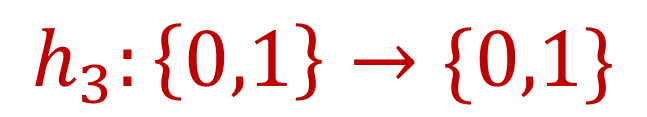 h₃:{0,1} → {0,1}